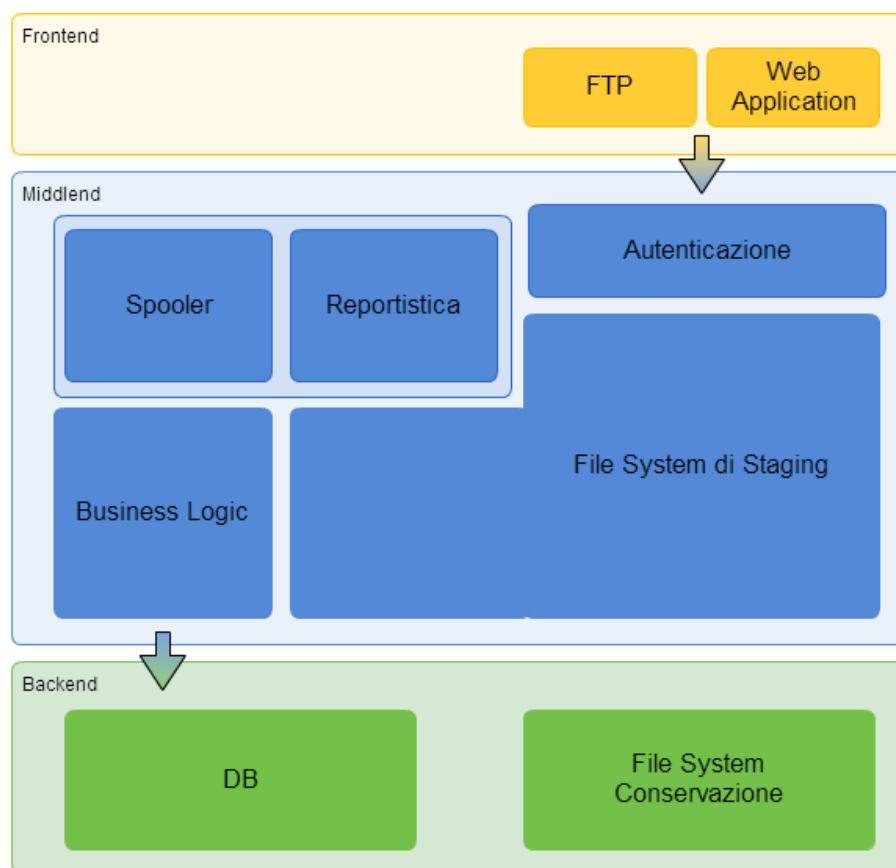 Frontend
FTP
Web
Application
Middlend
Autenticazione
Spooler
Reportistica
File System di Staging
Business Logic
Backend
DB
File System
Conservazione